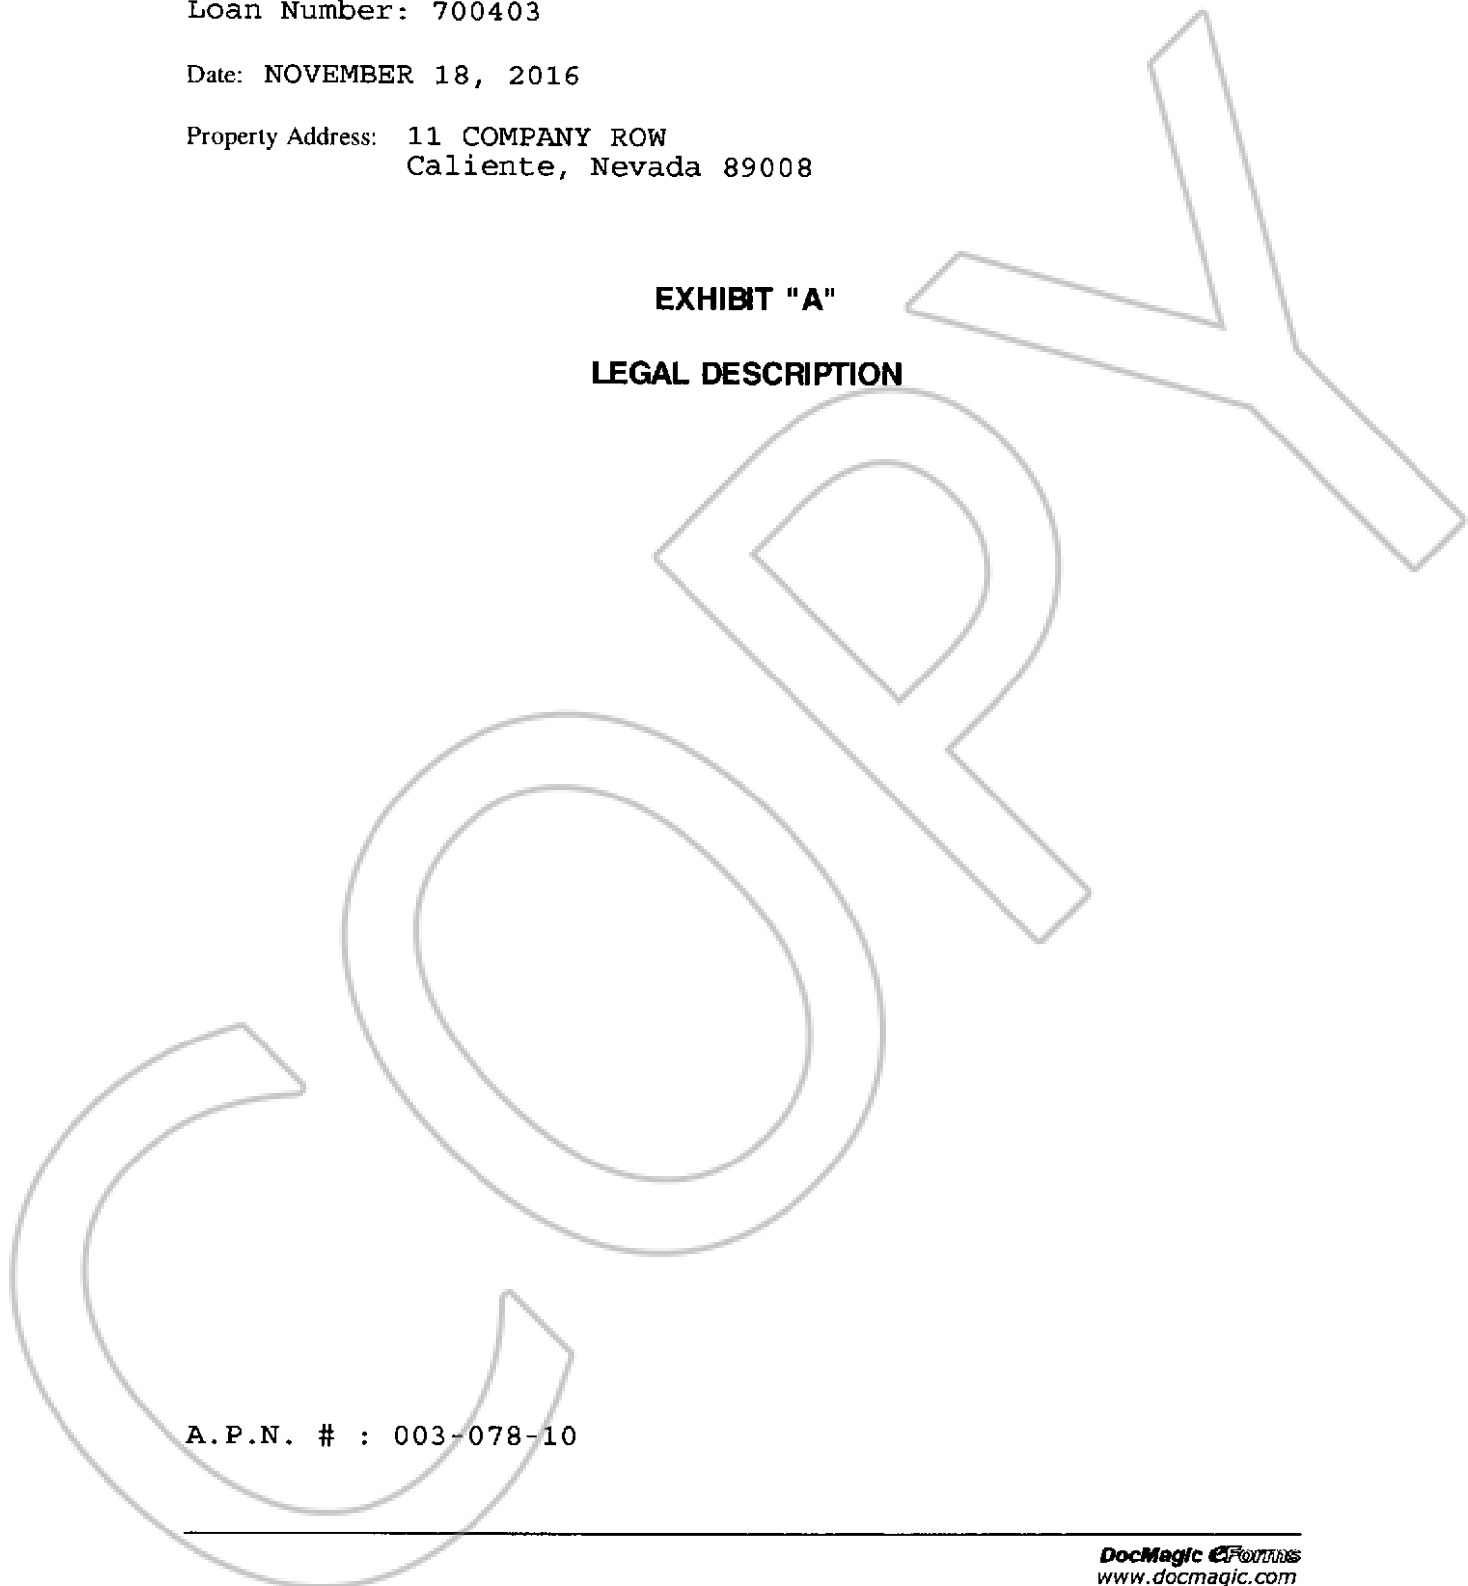 Loan Number: 700403
Date: NOVEMBER 18, 2016
Property Address: 11 COMPANY ROW
Caliente, Nevada 89008
EXHIBIT "A"
LEGAL DESCRIPTION
COPY
A.P.N. # : 003-078-10
DocMagic eForms
www.docmagic.com